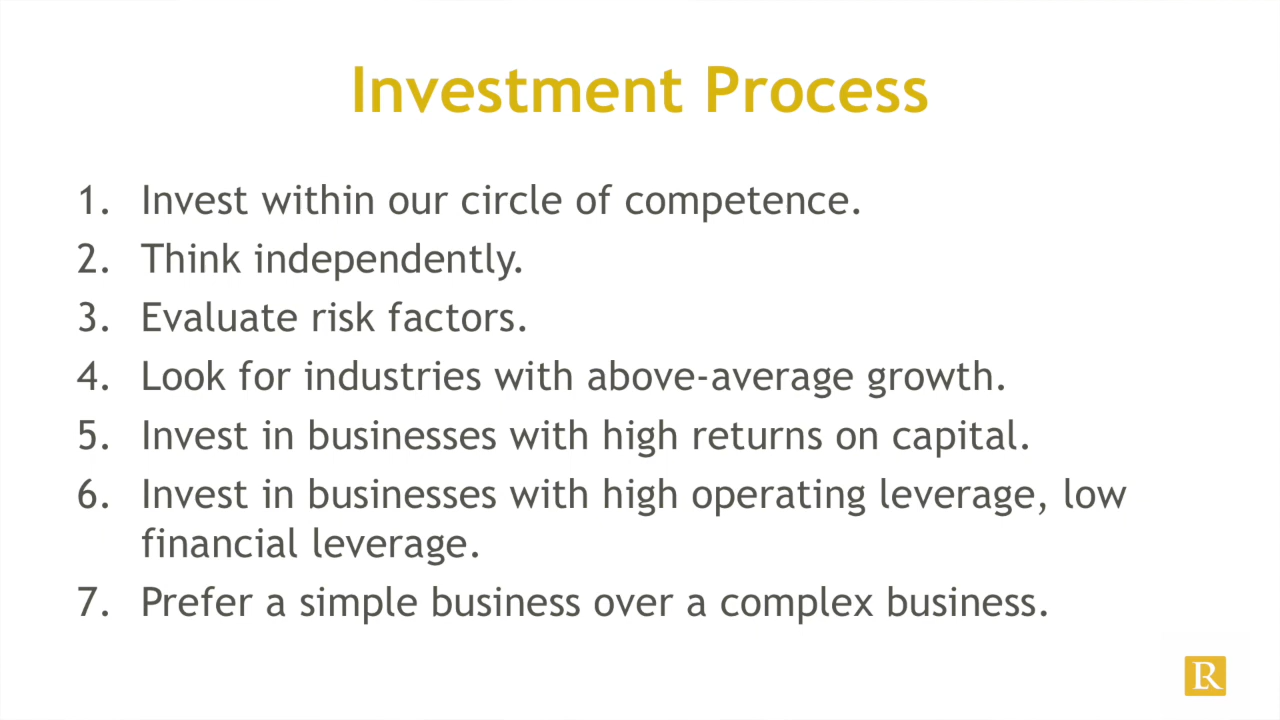 Investment Process
1. Invest within our circle of competence.
2. Think independently.
3. Evaluate risk factors.
4. Look for industries with above-average growth.
5. Invest in businesses with high returns on capital.
6. Invest in businesses with high operating leverage, low
financial leverage.
7. Prefer a simple business over a complex business.
R